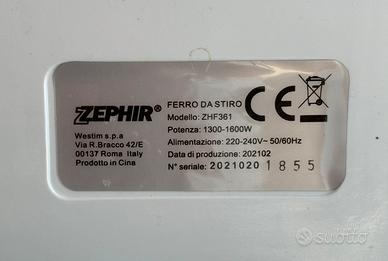 ZEPHIR®
Westim s.p.a
Via R.Bracco 42/E
00137 Roma Italy
Prodotto in Cina
FERRO DA STIRO
Modello: ZHF361
Potenza: 1300-1600W
Alimentazione: 220-240V~ 50/60Hz
Data di produzione: 202102
N° seriale: 2021020 1855
CE
subito